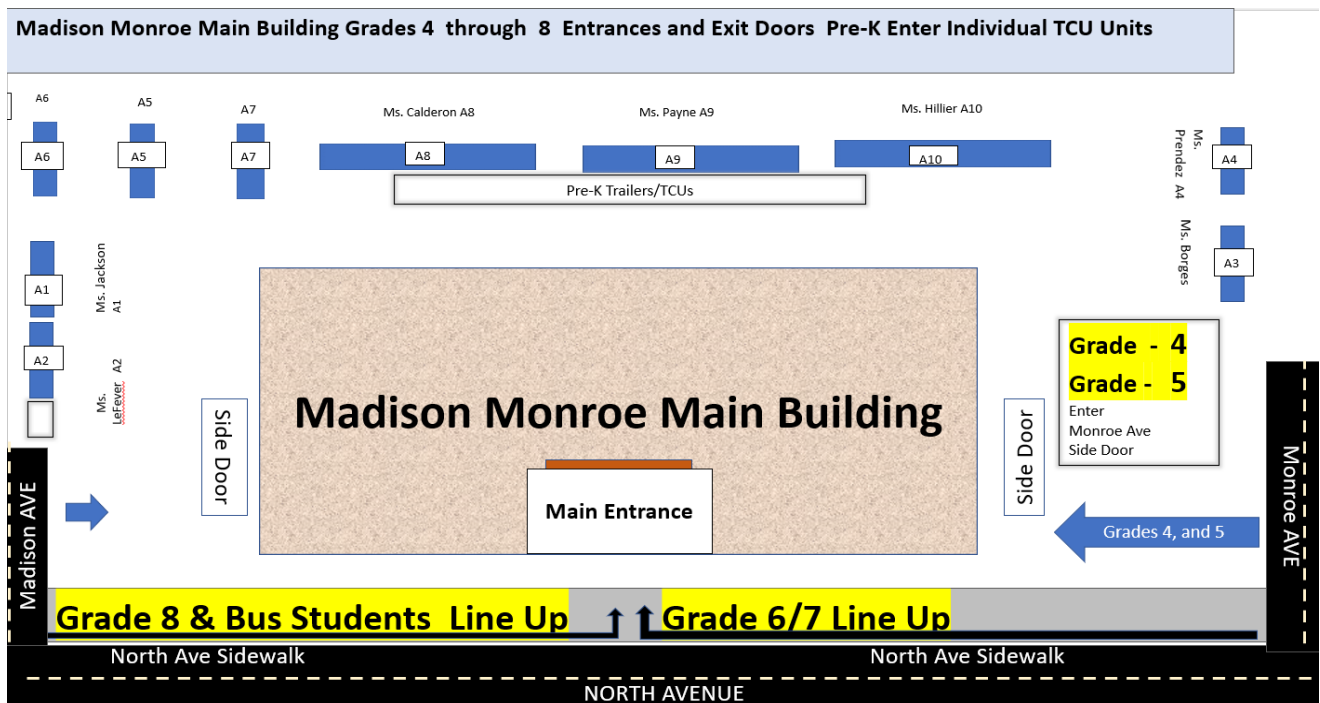 Madison Monroe Main Building Grades 4 through 8 Entrances and Exit Doors Pre-K Enter Individual TCU Units
A6
A5
A7
Ms. Calderon A8
Ms. Payne A9
Ms. Hillier A10
A6
A5
A7
A8
A9
A10
Ms.
Prendez A4
A4
Pre-K Trailers/TCUs
Ms. Borges
A3
A1
Ms. Jackson
A1
A2
Ms.
LeFever A2
Grade - 4
Grade - 5
Enter
Monroe Ave
Side Door
Side Door
Madison Monroe Main Building
Side Door
Main Entrance
Madison AVE
Grades 4, and 5
Monroe AVE
Grade 8 & Bus Students Line Up
Grade 6/7 Line Up
North Ave Sidewalk
North Ave Sidewalk
NORTH AVENUE